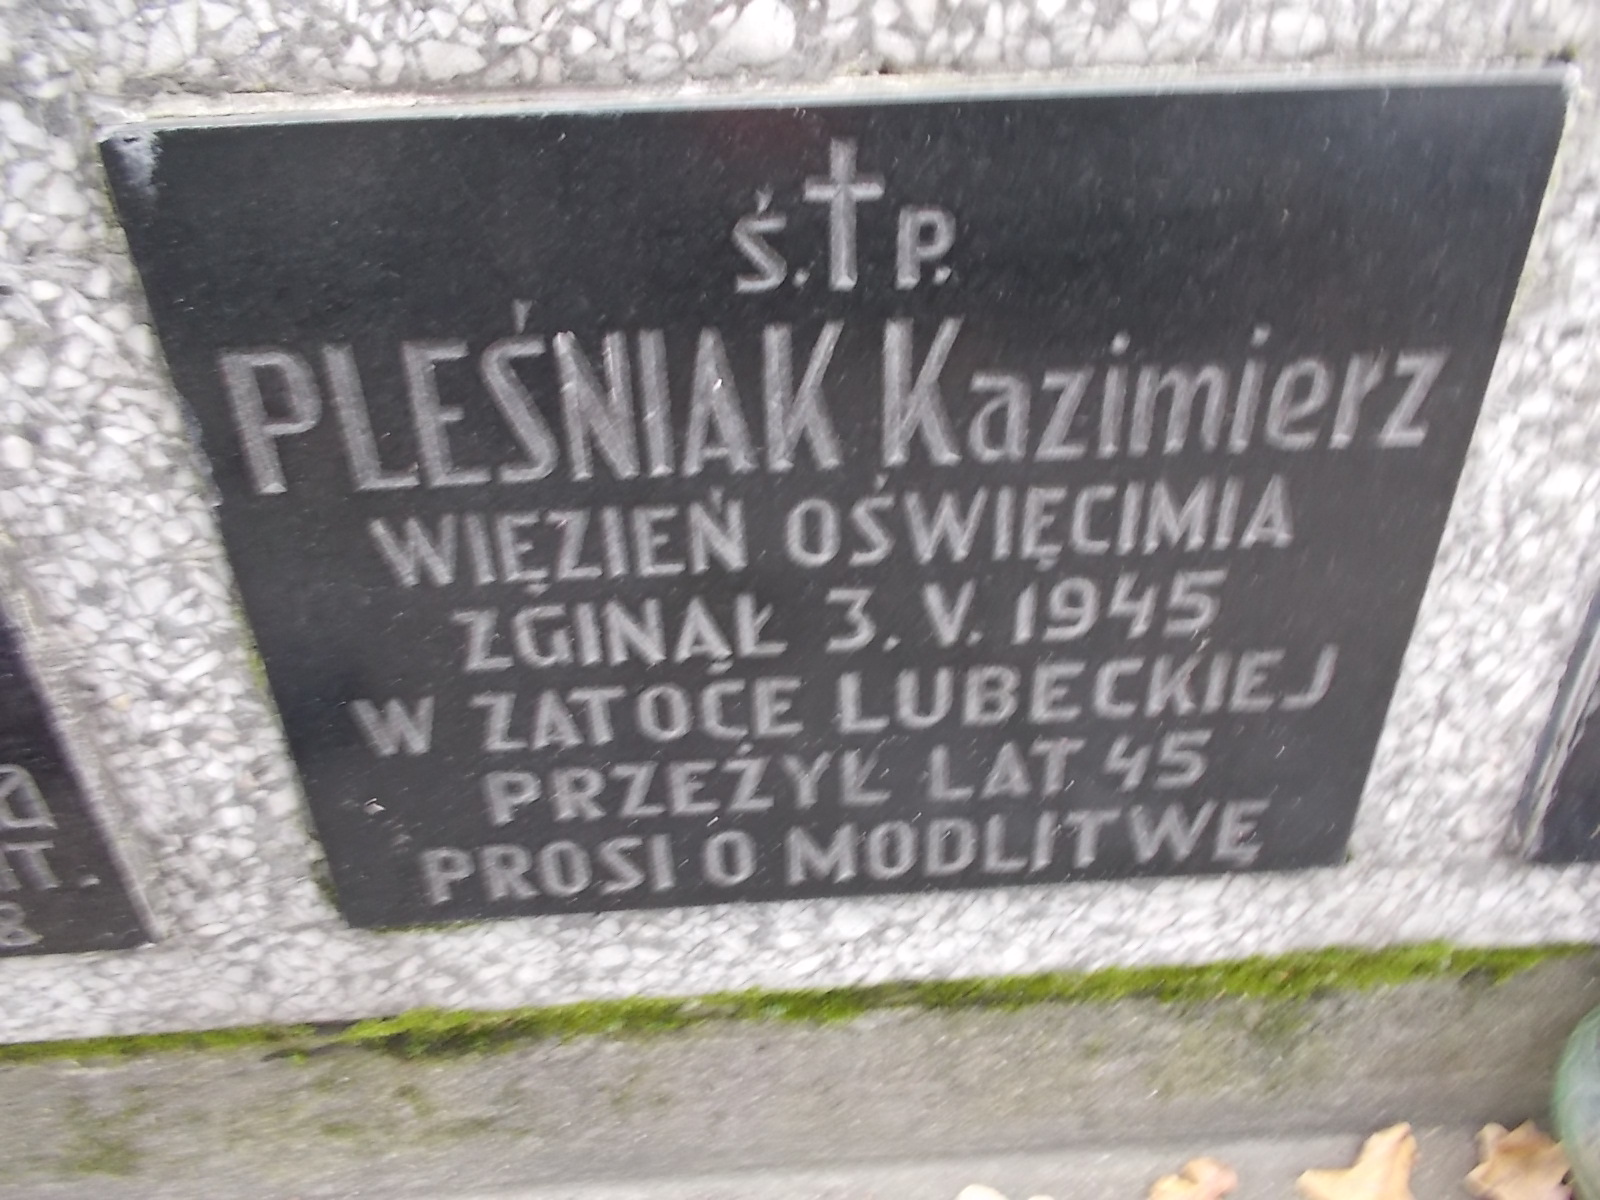 Ś. P.
PLEŚNIAK Kazimierz
WIĘZIEŃ OŚWIĘCIMIA
ZGINĄŁ 3. V. 1945
W ZATOCE LUBECKIEJ
PRZEŻYŁ LAT 45
PROSI O MODLITWĘ